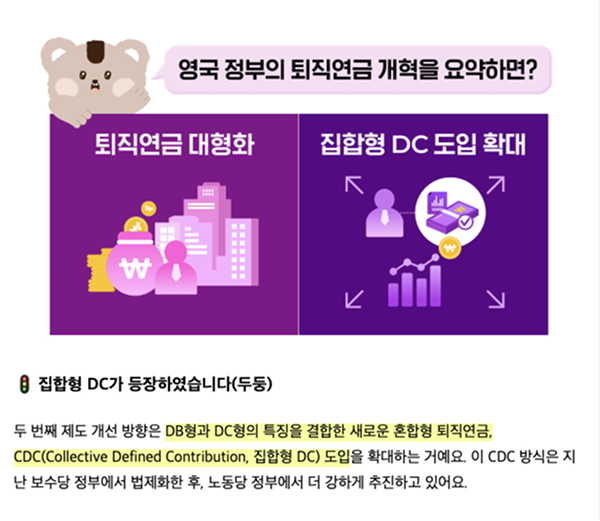 영국 정부의 퇴직연금 개혁을 요약하면?
퇴직연금 대형화
집합형 DC 도입 확대
집합형 DC가 등장하였습니다(두둥)
두 번째 제도 개선 방향은 DB형과 DC형의 특징을 결합한 새로운 혼합형 퇴직연금,
CDC(Collective Defined Contribution, 집합형 DC) 도입을 확대하는 거예요. 이 CDC 방식은 지
난 보수당 정부에서 법제화한 후, 노동당 정부에서 더 강하게 추진하고 있어요.